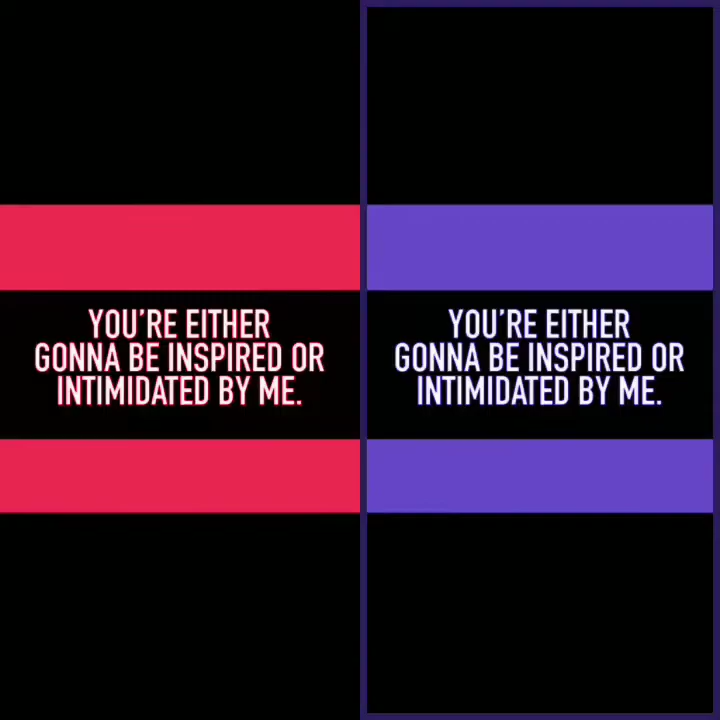 YOU'RE EITHER
GONNA BE INSPIRED OR
INTIMIDATED BY ME.
YOU'RE EITHER
GONNA BE INSPIRED OR
INTIMIDATED BY ME.